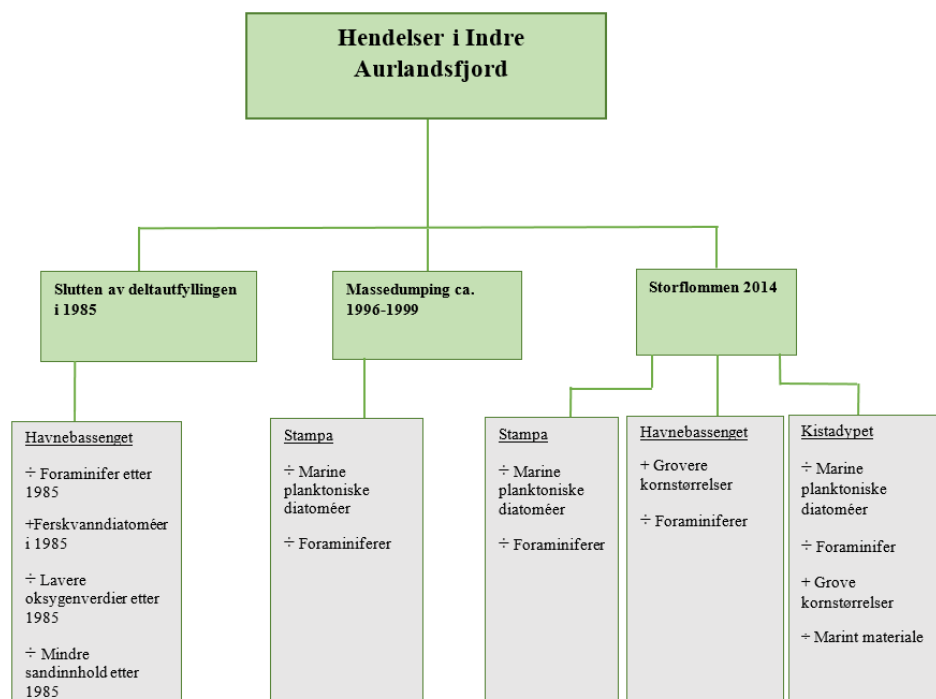 Hendelser i Indre
Aurlandsfjord
Slutten av deltautfyllingen
i 1985
Massedumping ca.
1996-1999
Storflommen 2014
Havnebassenget
÷ Foraminifer etter
1985
+Ferskvanndiatoméer
i 1985
÷ Lavere
oksygenverdier etter
1985
÷ Mindre
sandinnhold etter
1985
Stampa
÷ Marine
planktoniske
diatoméer
÷ Foraminiferer
Stampa
÷ Marine
planktoniske
diatoméer
÷ Foraminiferer
Havnebassenget
+ Grovere
kornstørrelser
÷ Foraminiferer
Kistadypet
÷ Marine
planktoniske
diatoméer
÷ Foraminifer
+ Grove
kornstørrelser
÷ Marint materiale